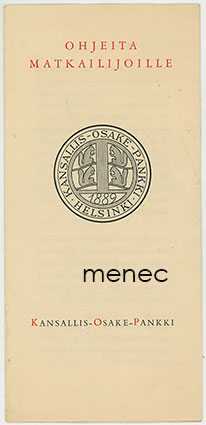 OHJEITA
MATKAILIJOILLE
KANSALLIS-OSAKE-PANKKI
1889
HELSINKI
menec
KANSALLIS-OSAKE-PANKKI